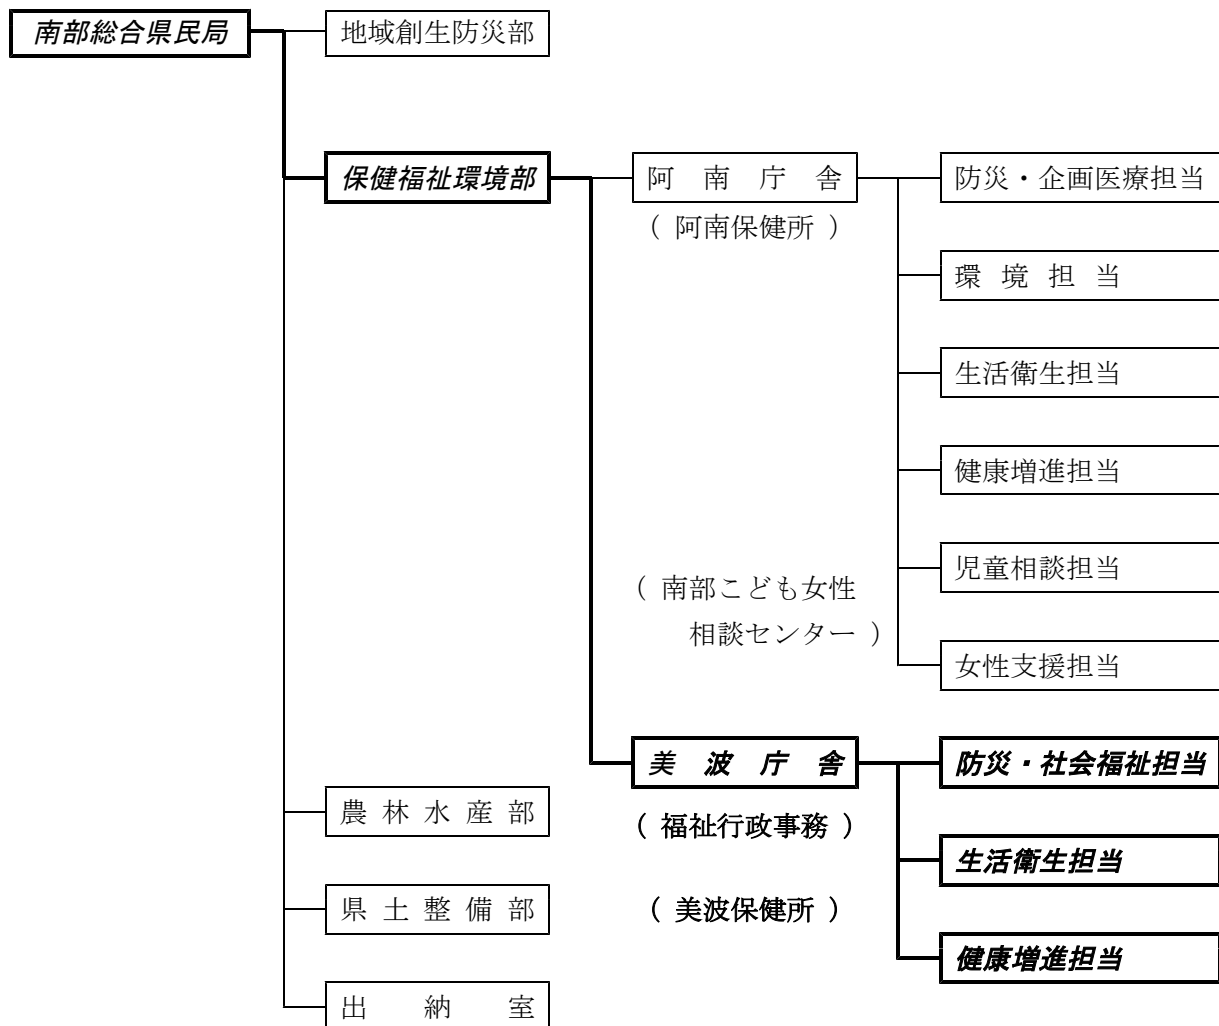 南部総合県民局
地域創生防災部
保健福祉環境部
阿南庁舎
防災・企画医療担当
( 阿南保健所 )
環境担当
生活衛生担当
健康増進担当
児童相談担当
( 南部こども女性
相談センター )
女性支援担当
美波庁舎
防災・社会福祉担当
農林水産部
( 福祉行政事務 )
生活衛生担当
県土整備部
( 美波保健所 )
健康増進担当
出納室